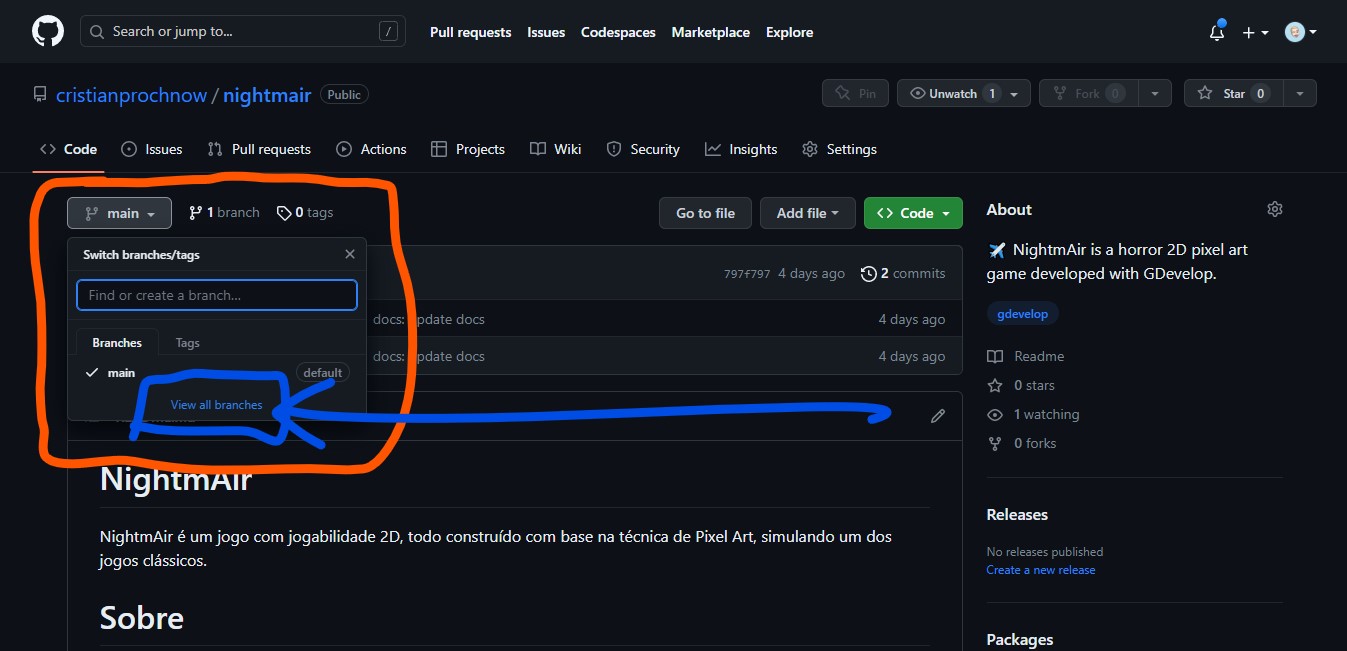 Search or jump to... /
Pull requests Issues Codespaces Marketplace Explore
cristianprochnow / nightmair Public
Pin Unwatch 1 Fork 0 Star 0
Code Issues Pull requests Actions Projects Wiki Security Insights Settings
main 1 branch 0 tags Go to file Add file Code
Switch branches/tags
Find or create a branch...
Branches Tags
main default
View all branches
797f797 4 days ago 2 commits
docs: update docs 4 days ago
docs: update docs 4 days ago
NightmAir
NightmAir é um jogo com jogabilidade 2D, todo construído com base na técnica de Pixel Art, simulando um dos
jogos clássicos.
Sobre
About
NightmAir is a horror 2D pixel art
game developed with GDevelop.
gdevelop
Readme
0 stars
1 watching
0 forks
Releases
No releases published
Create a new release
Packages